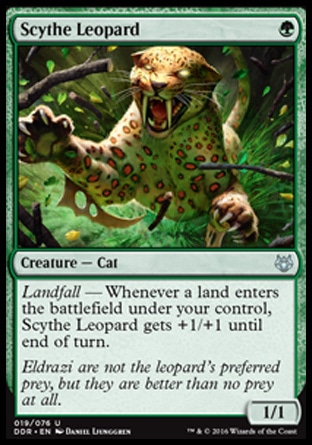 Scythe Leopard
Creature — Cat
Landfall — Whenever a land enters
the battlefield under your control,
Scythe Leopard gets +1/+1 until
end of turn.
Eldrazi are not the leopard's preferred
prey, but they are better than no prey
at all.
1/1
019/076 U
DDR • EN Daniel Ljunggren
™ & © 2016 Wizards of the Coast